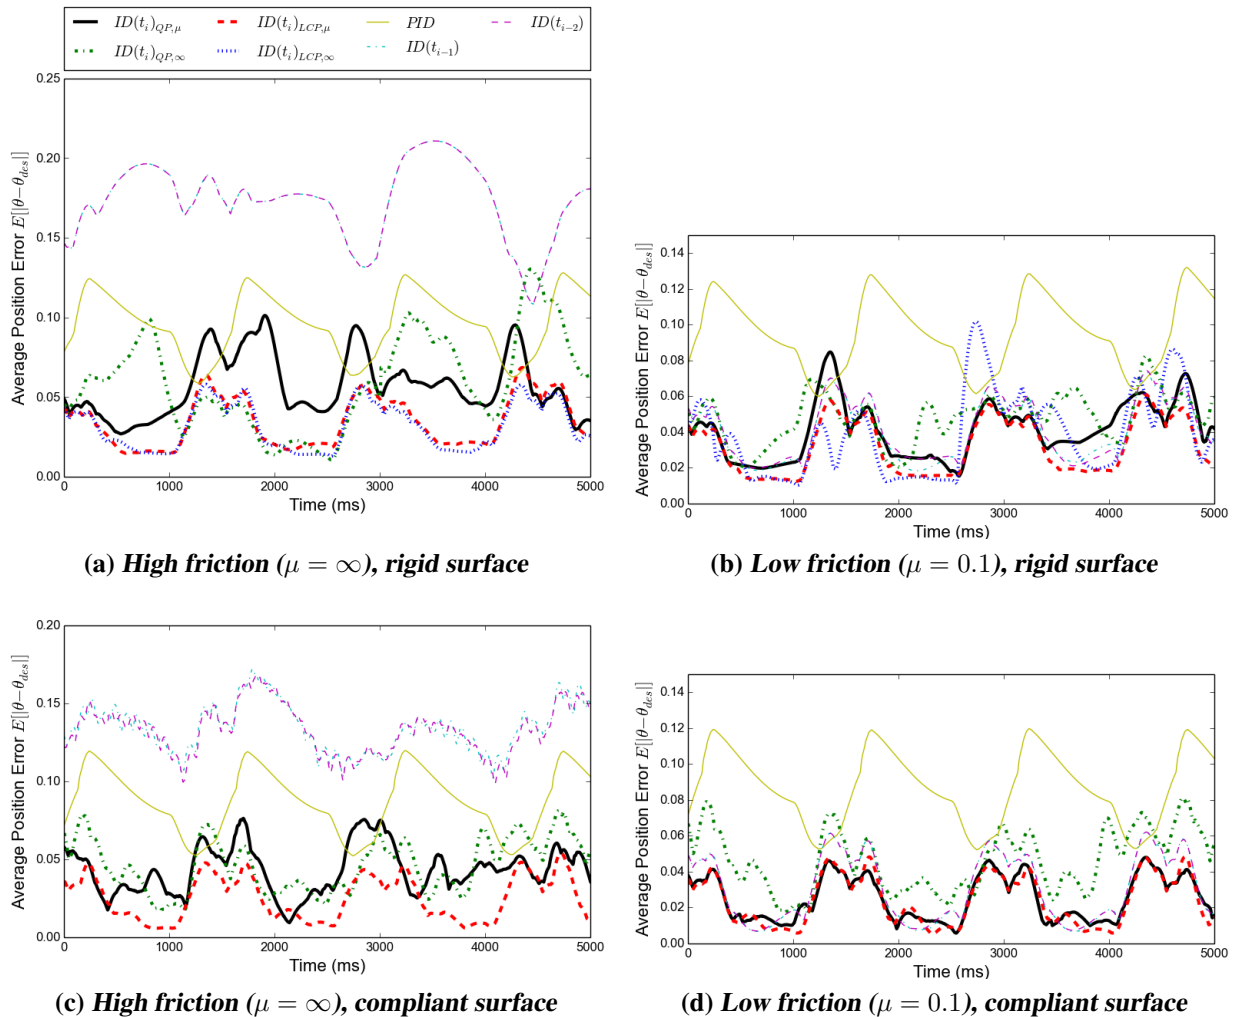 ID(t_i)_{QP,μ} ID(t_i)_{LCP,μ} PID ID(t_{i−2})
ID(t_i)_{QP,∞} ID(t_i)_{LCP,∞} ID(t_{i−1})
Average Position Error E[|θ−θ_{des}|]
0.25
0.20
0.15
0.10
0.05
0.00
0 1000 2000 3000 4000 5000
Time (ms)
(a) High friction (μ = ∞), rigid surface
Average Position Error E[|θ−θ_{des}|]
0.14
0.12
0.10
0.08
0.06
0.04
0.02
0.00
0 1000 2000 3000 4000 5000
Time (ms)
(b) Low friction (μ = 0.1), rigid surface
Average Position Error E[|θ−θ_{des}|]
0.20
0.15
0.10
0.05
0.00
0 1000 2000 3000 4000 5000
Time (ms)
(c) High friction (μ = ∞), compliant surface
Average Position Error E[|θ−θ_{des}|]
0.14
0.12
0.10
0.08
0.06
0.04
0.02
0.00
0 1000 2000 3000 4000 5000
Time (ms)
(d) Low friction (μ = 0.1), compliant surface